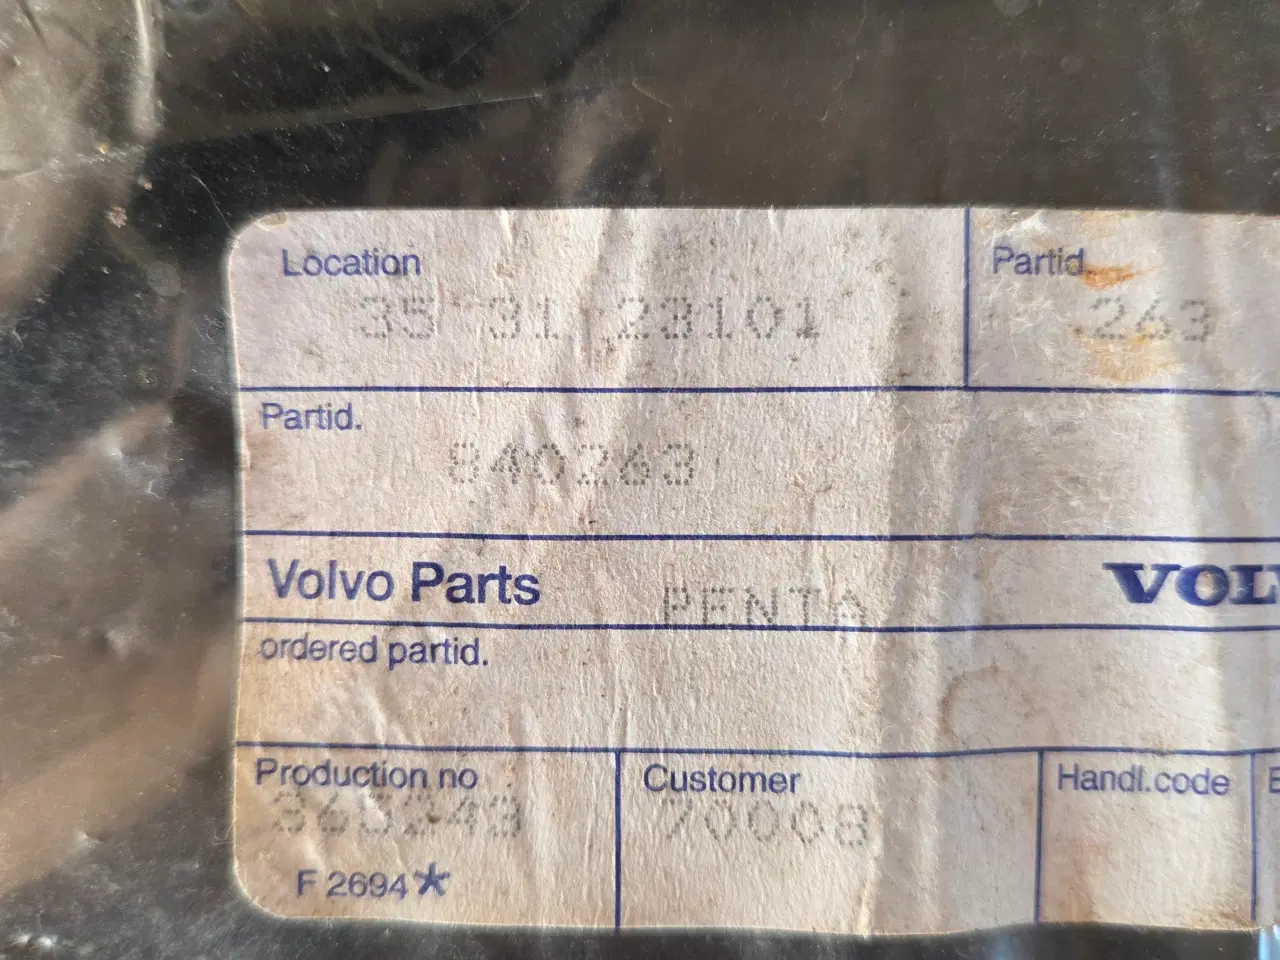 Location
Partid.
35 31 23101
263
Partid.
840263
Volvo Parts
PENTA
VOL
ordered partid.
Production no
Customer
Handl.code
E
70008
F 2694*